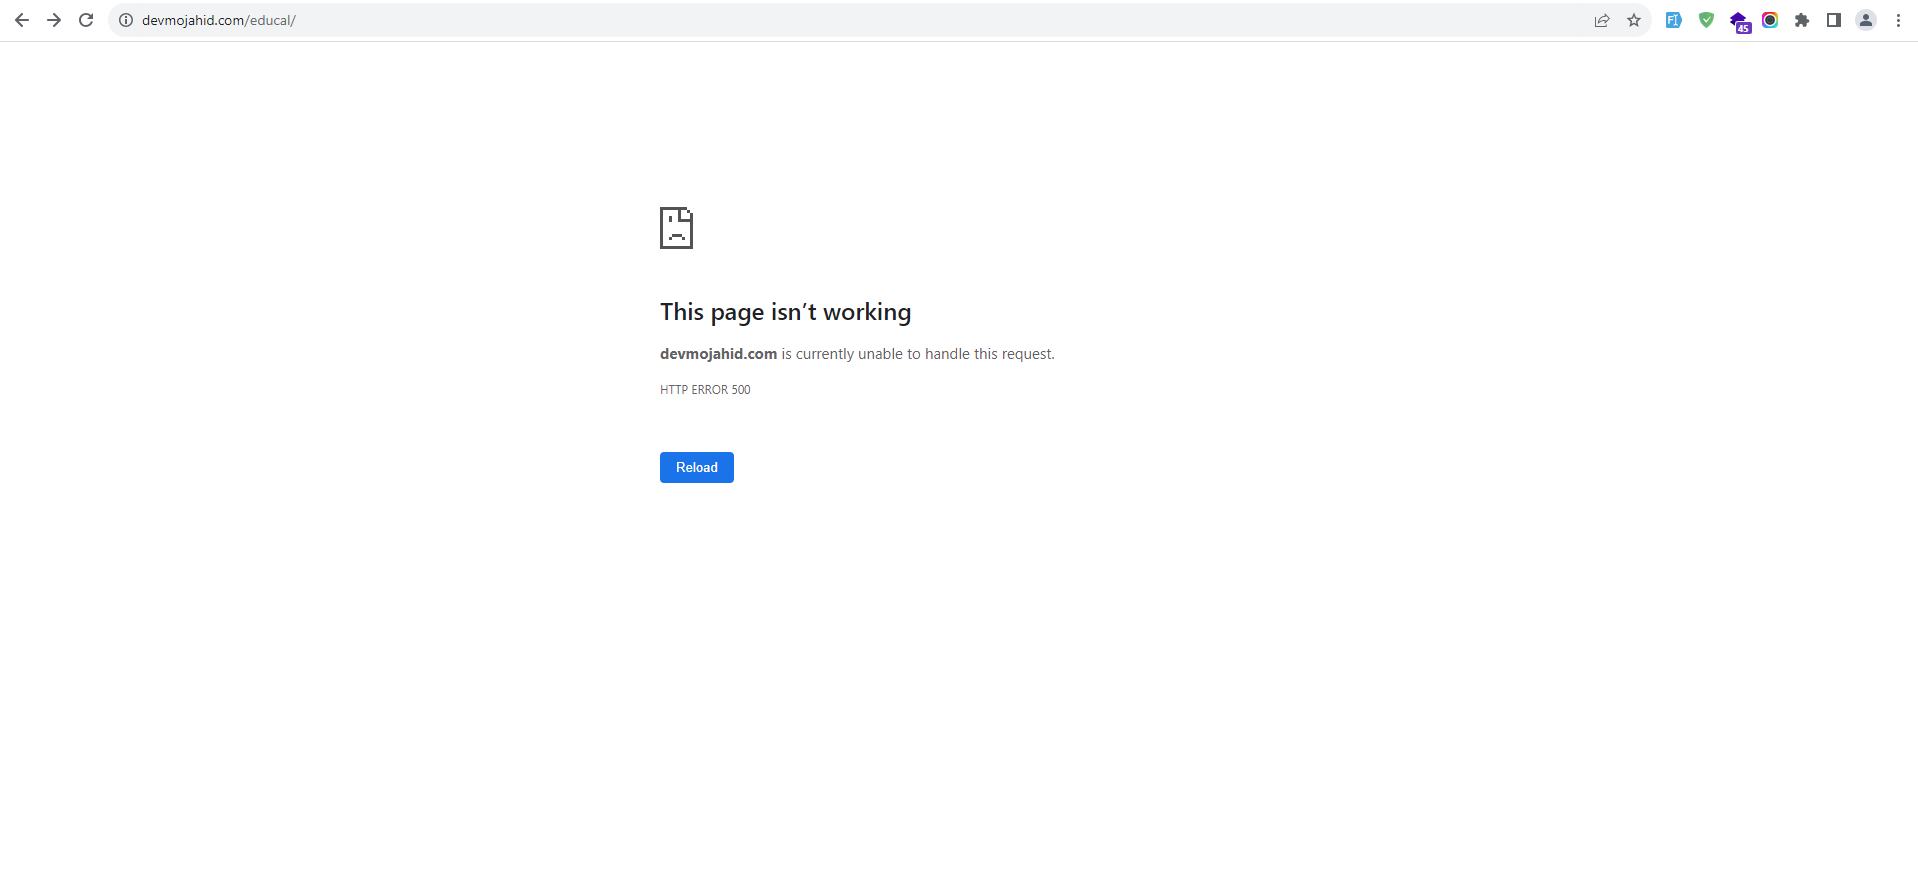 devmojahid.com/educal/
45
This page isn’t working
devmojahid.com is currently unable to handle this request.
HTTP ERROR 500
Reload